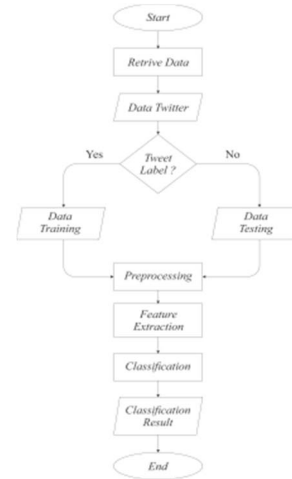 Start
Retrive Data
Data Twitter
Tweet
Label ?
Yes
No
Data
Training
Data
Testing
Preprocessing
Feature
Extraction
Classification
Classification
Result
End